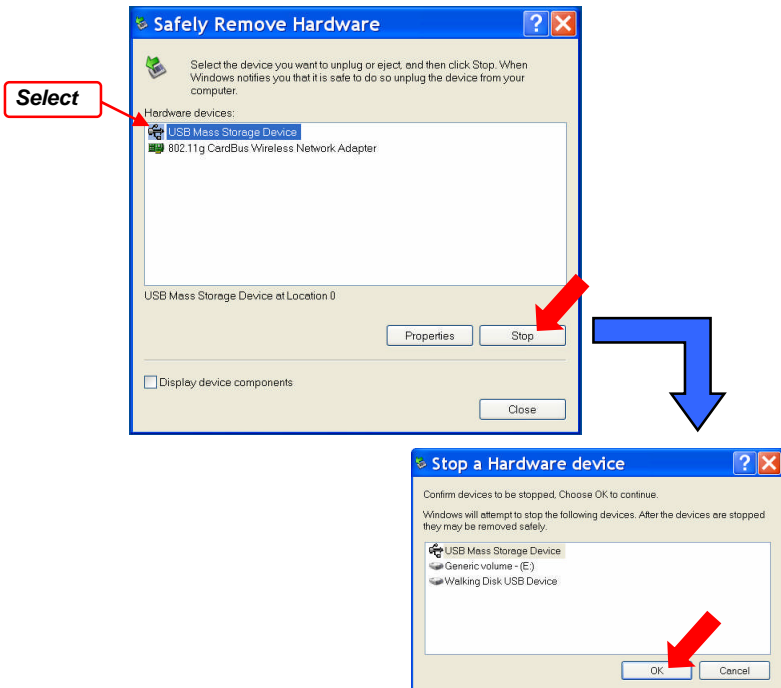 Safely Remove Hardware
Select the device you want to unplug or eject, and then click Stop. When
Windows notifies you that it is safe to do so unplug the device from your
computer.
Select
Hardware devices:
USB Mass Storage Device
802.11g CardBus Wireless Network Adapter
USB Mass Storage Device at Location 0
Properties
Stop
Display device components
Close
Stop a Hardware device
Confirm devices to be stopped, Choose OK to continue.
Windows will attempt to stop the following devices. After the devices are stopped
they may be removed safely.
USB Mass Storage Device
Generic volume - (E:)
Walking Disk USB Device
OK
Cancel